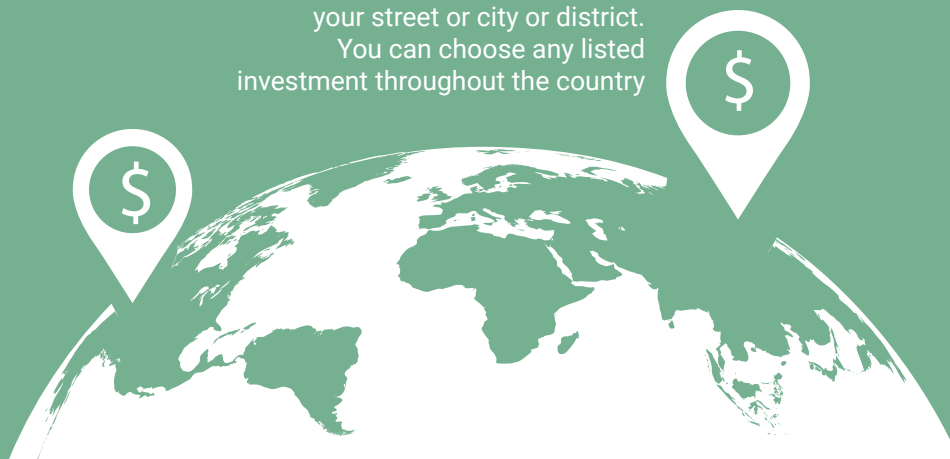 your street or city or district.
You can choose any listed
investment throughout the country
$
$